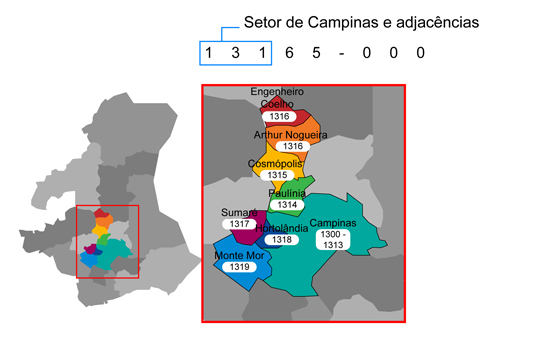 Setor de Campinas e adjacências
1 3 1 6 5 - 0 0 0
Engenheiro
Coelho
1316
Arthur Nogueira
1316
Cosmópolis
1315
Paulínia
1314
Sumaré
1317
Hortolândia
1318
Campinas
1300 -
1313
Monte Mor
1319